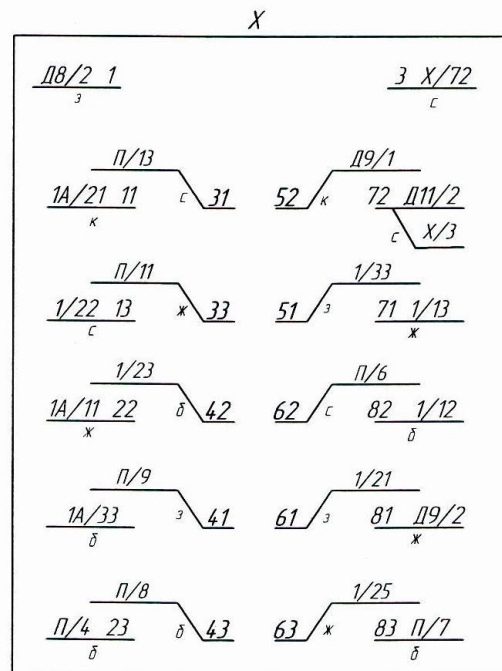 Х
Д8/2 1 3 Х/72
з с
П/13 Д9/1
1А/21 11 с 31 52 к 72 Д11/2
к с Х/3
П/11 1/33
1/22 13 ж 33 51 з 71 1/13
с ж
1/23 П/6
1А/11 22 б 42 62 с 82 1/12
ж б
П/9 1/21
1А/33 з 41 61 з 81 Д9/2
б ж
П/8 1/25
П/4 23 б 43 63 ж 83 П/7
б б